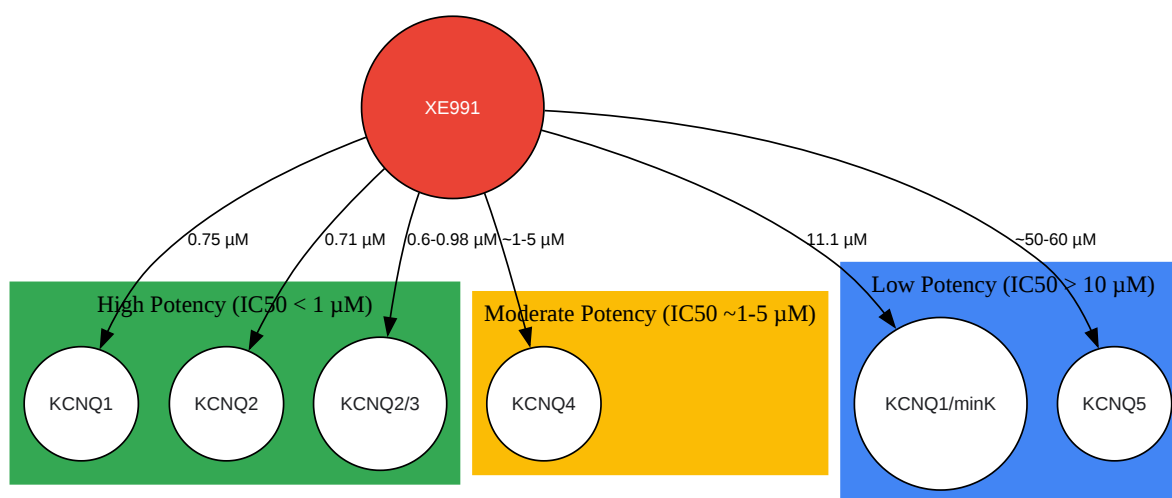 XE991
0.75 µM
0.71 µM
0.6-0.98 µM
~1-5 µM
11.1 µM
~50-60 µM
High Potency (IC50 < 1 µM)
Moderate Potency (IC50 ~1-5 µM)
Low Potency (IC50 > 10 µM)
KCNQ1
KCNQ2
KCNQ2/3
KCNQ4
KCNQ1/minK
KCNQ5